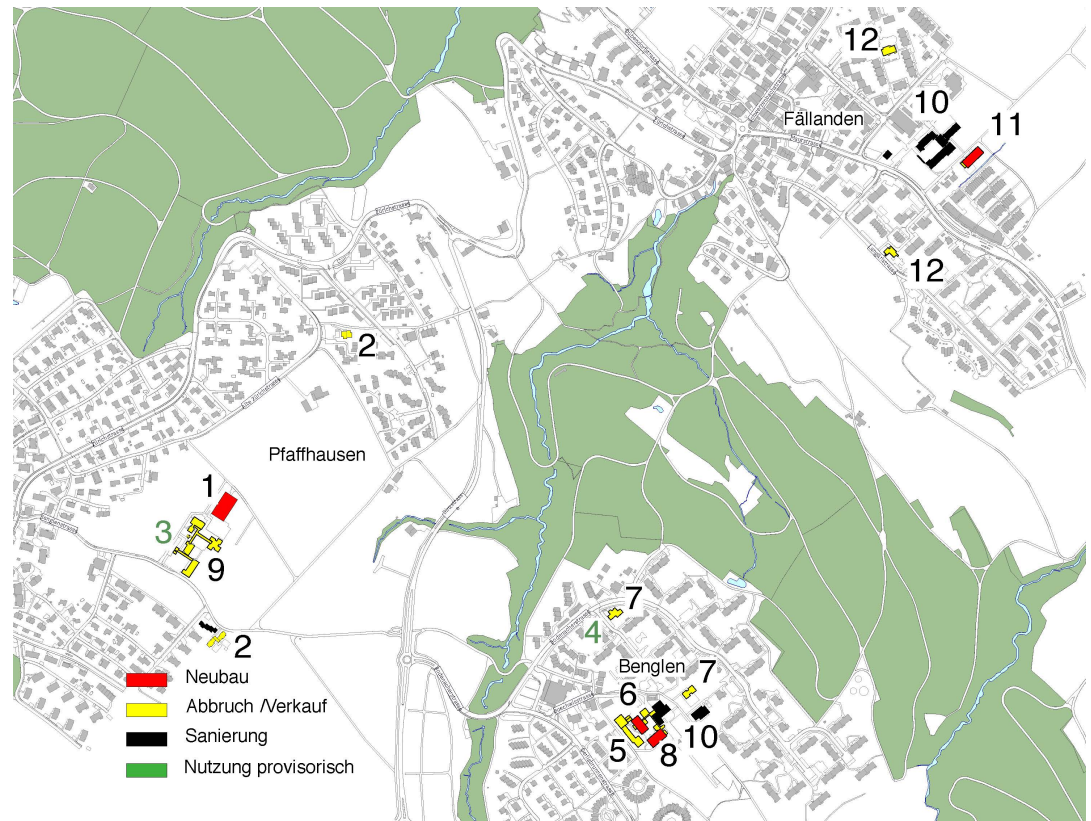 12
10
Fällanden
11
12
2
Pfaffhausen
1
3
9
7
4
2
Benglen
7
6
5
8
10
Neubau
Abbruch /Verkauf
Sanierung
Nutzung provisorisch